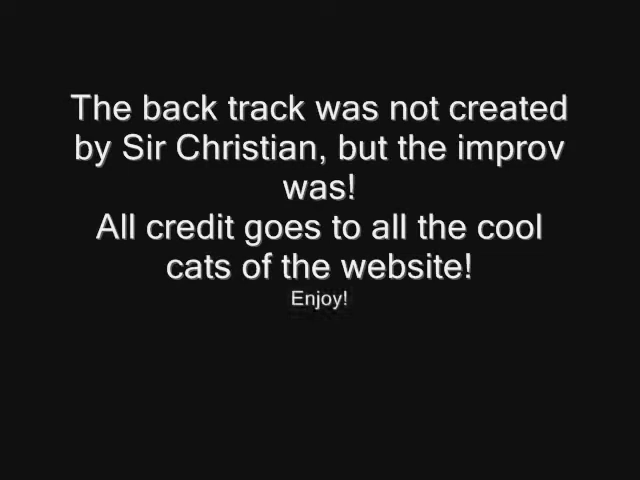 The back track was not created
by Sir Christian, but the improv
was!
All credit goes to all the cool
cats of the website!
Enjoy!